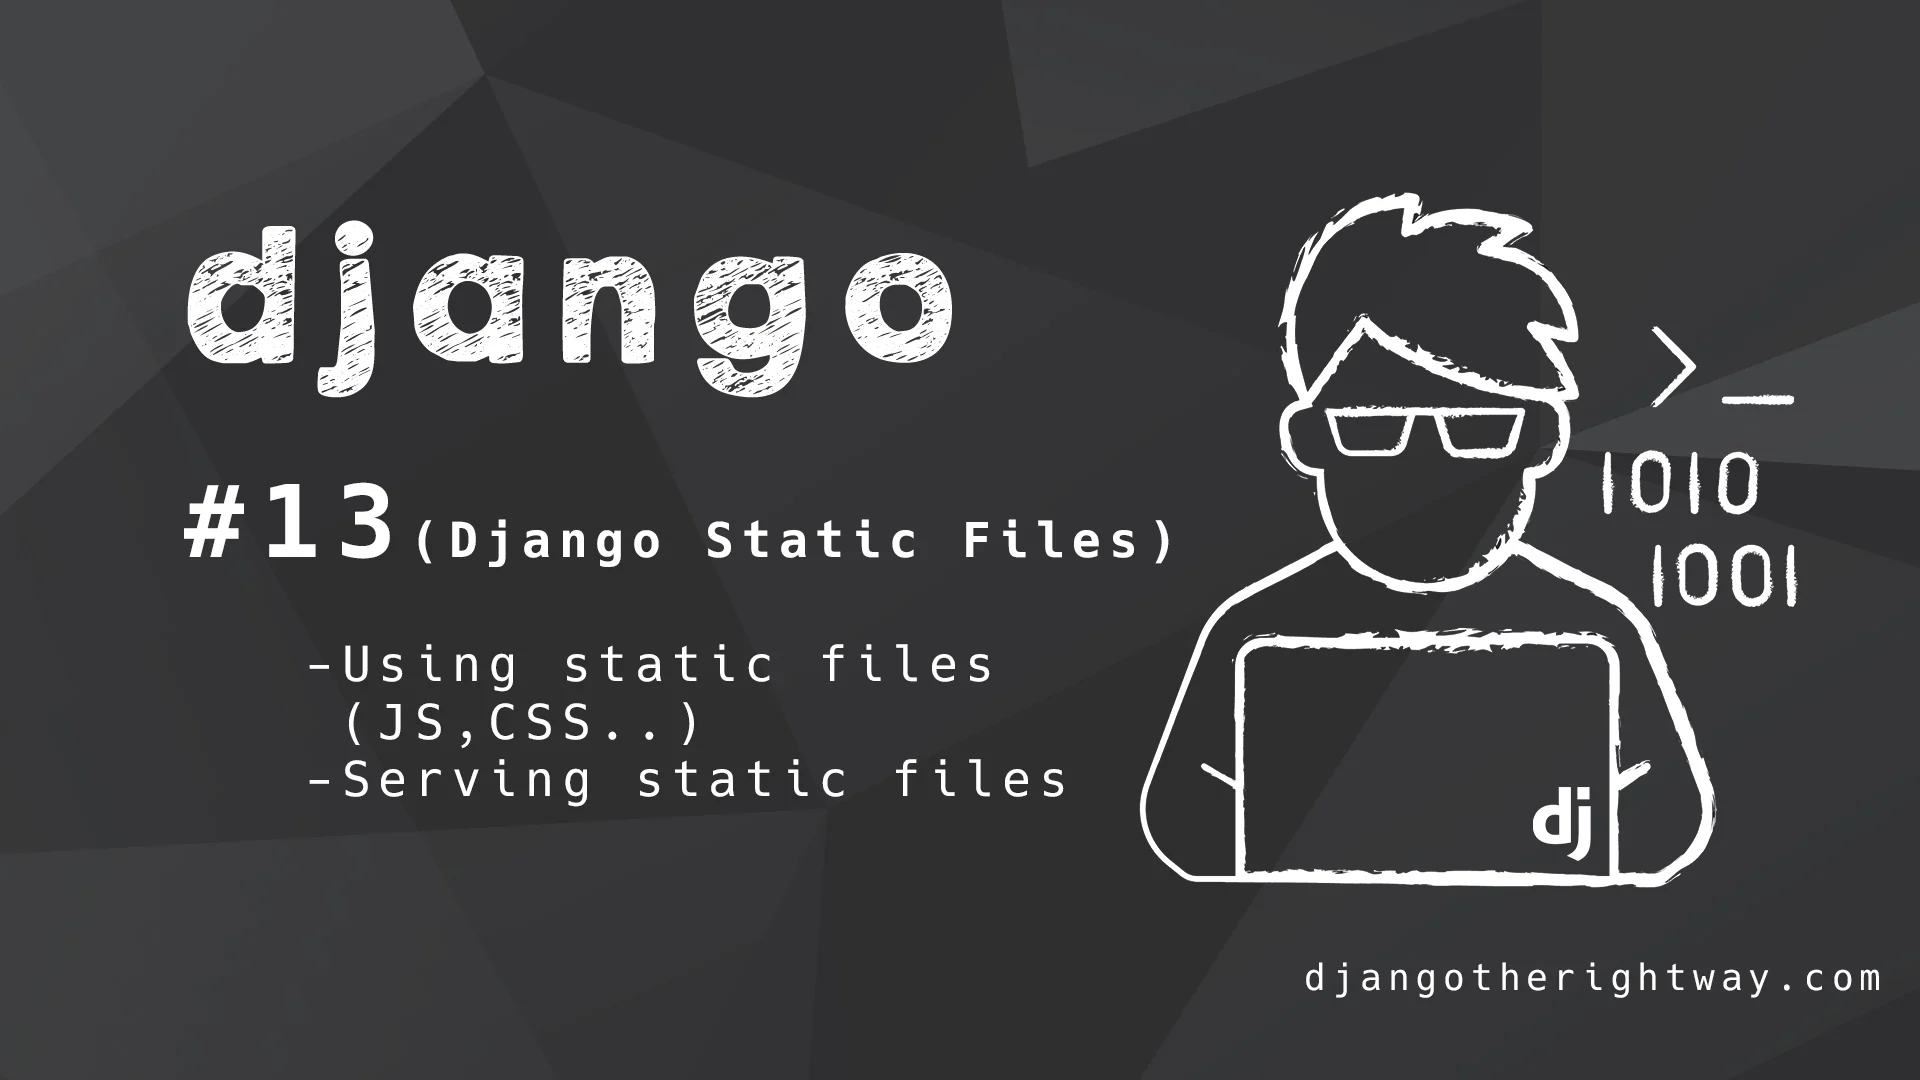 django
#13(Django Static Files)
-Using static files
(JS,CSS..)
-Serving static files
>_
1010
1001
dj
djangotherightway.com